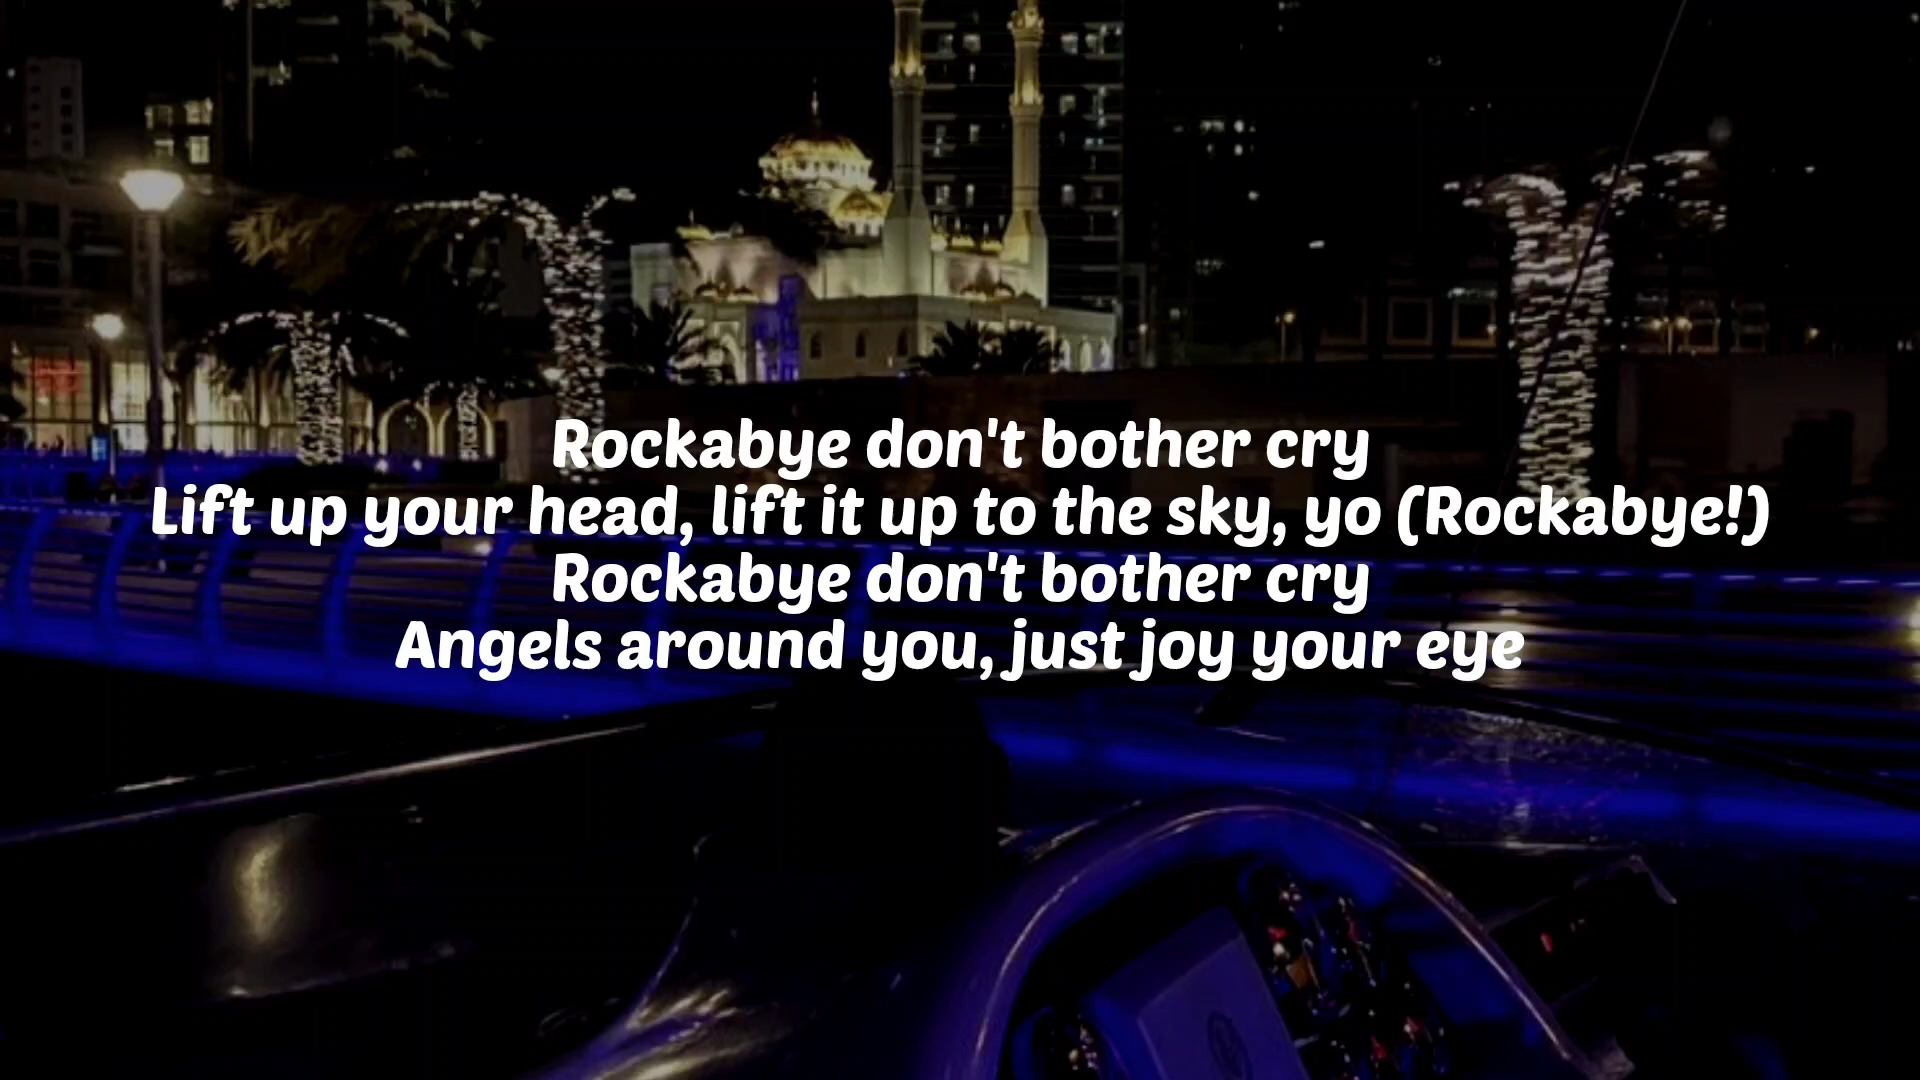 Rockabye don't bother cry
Lift up your head, lift it up to the sky, yo (Rockabye!)
Rockabye don't bother cry
Angels around you, just joy your eye